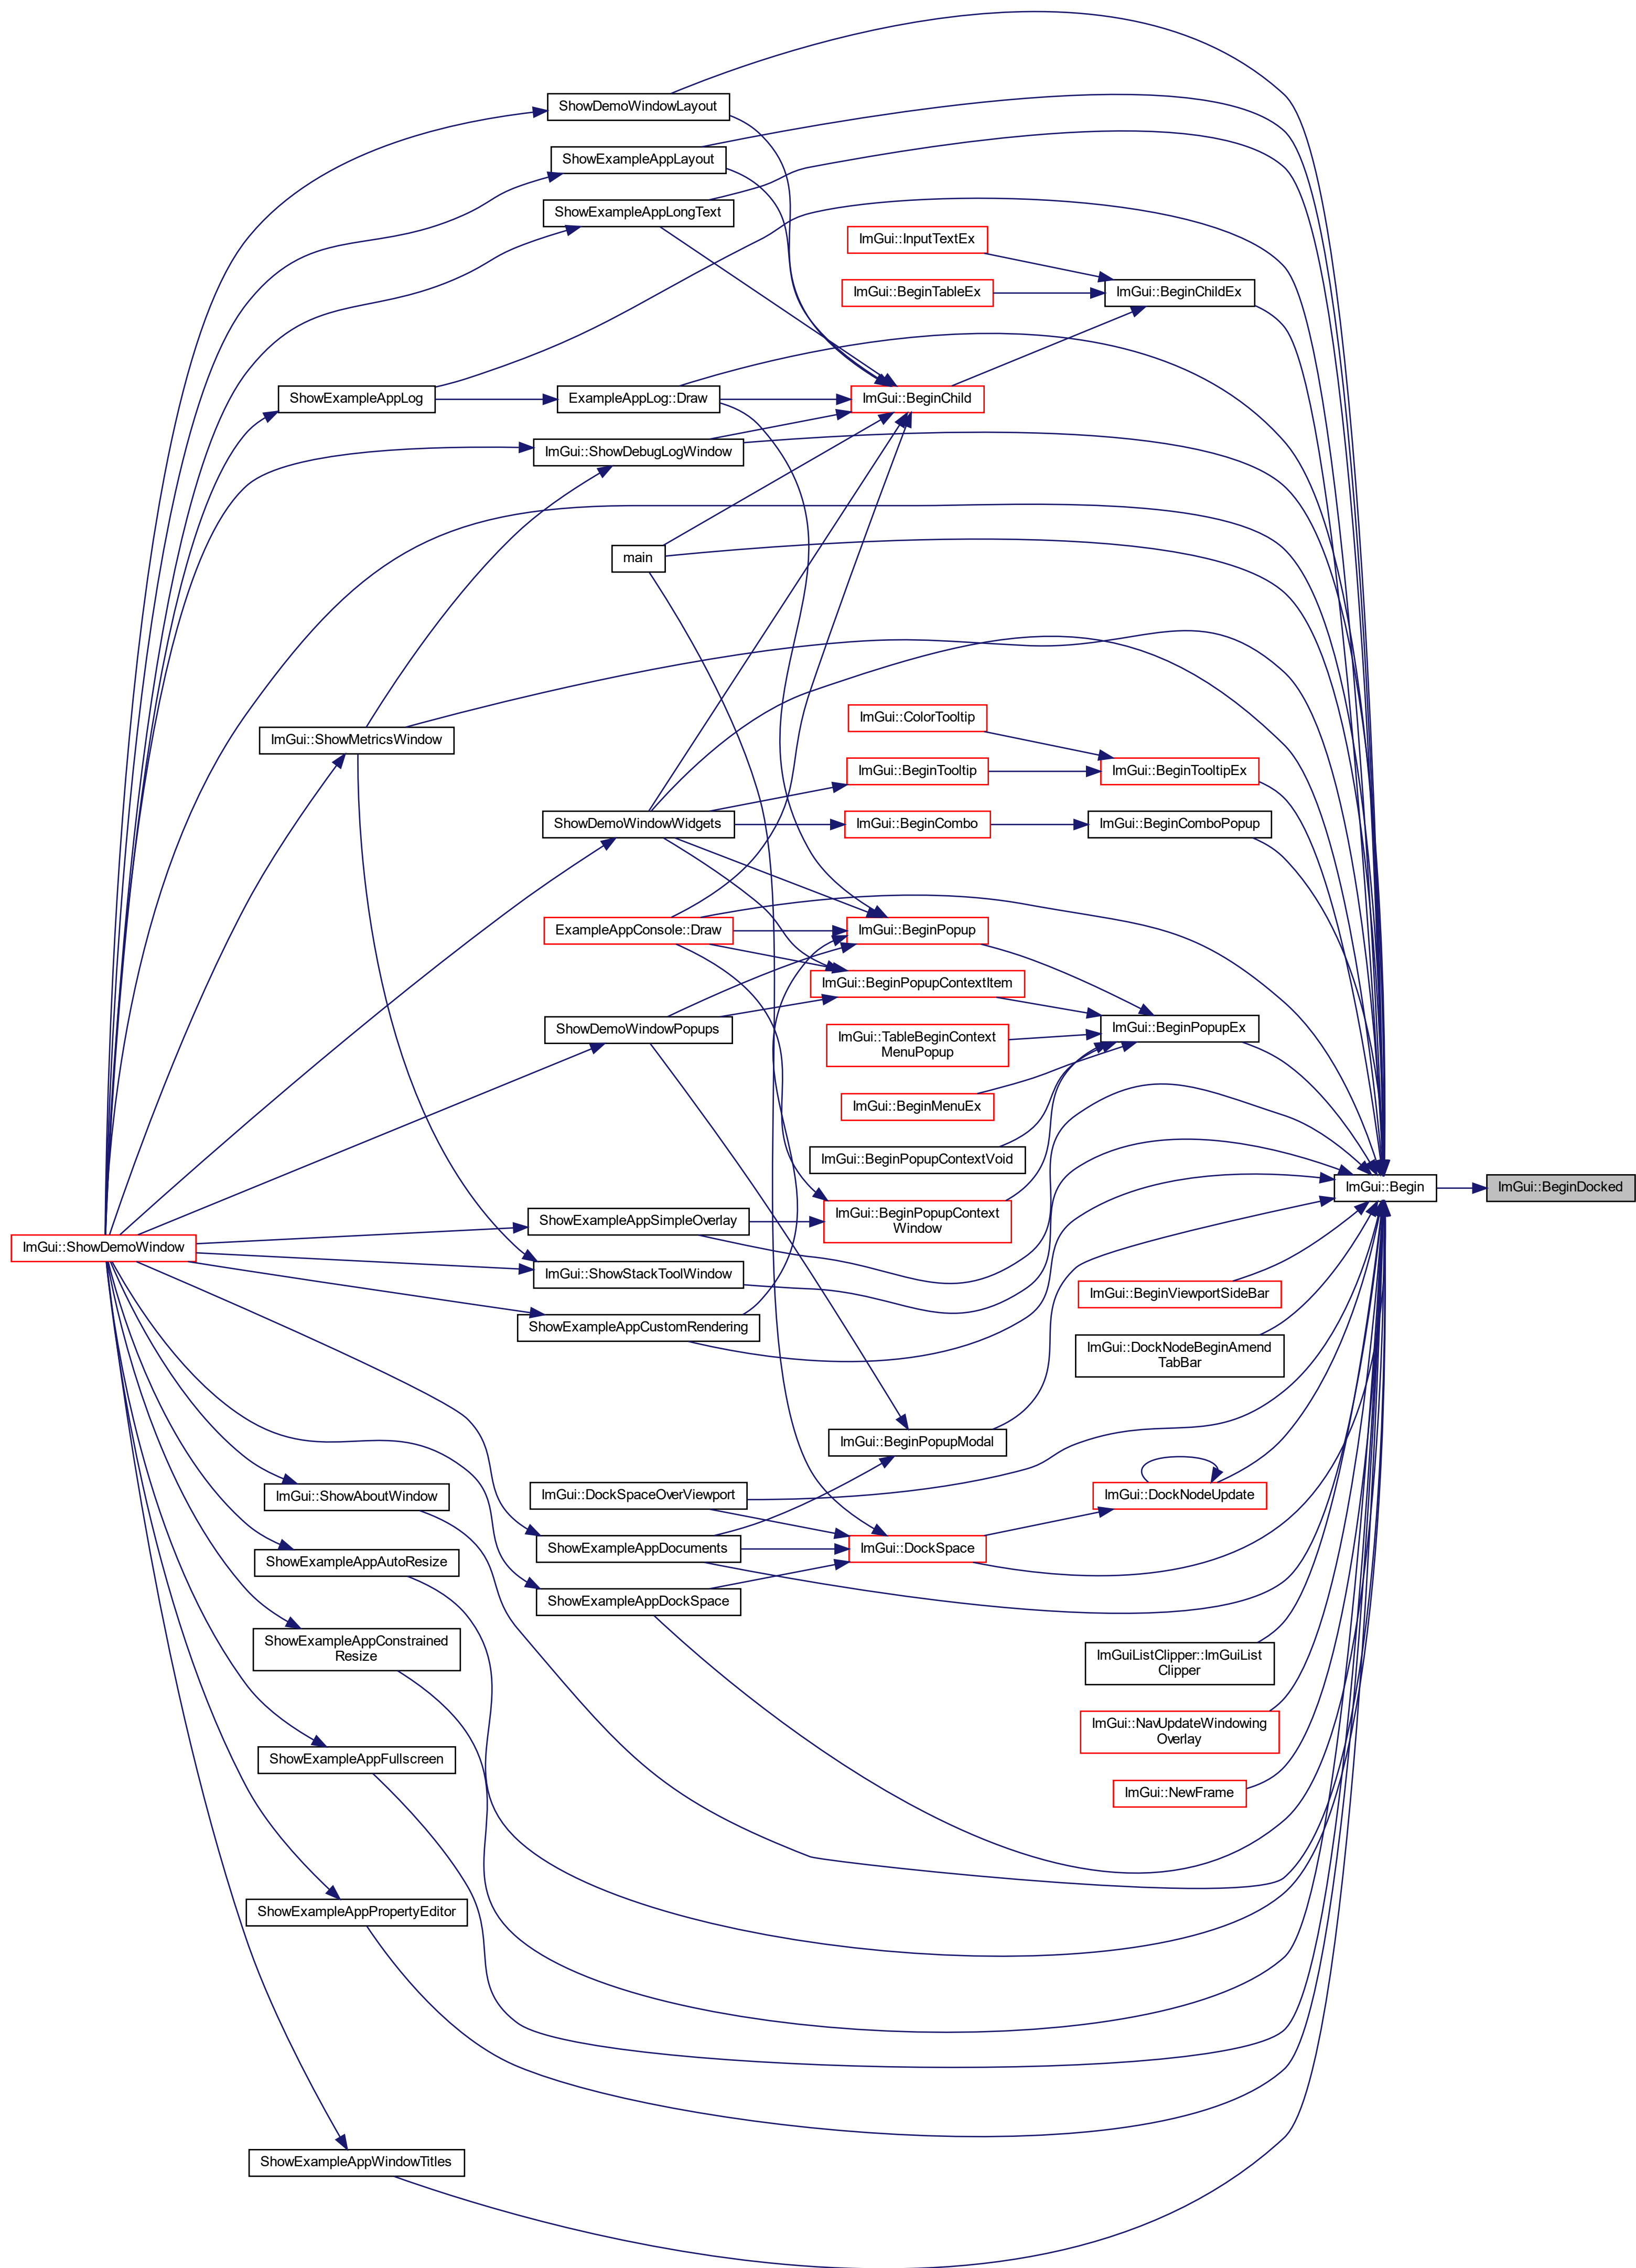 ShowDemoWindowLayout
ShowExampleAppLayout
ShowExampleAppLongText
ImGui::InputTextEx
ImGui::BeginTableEx
ImGui::BeginChildEx
ShowExampleAppLog
ExampleAppLog::Draw
ImGui::BeginChild
ImGui::ShowDebugLogWindow
main
ImGui::ShowMetricsWindow
ImGui::ColorTooltip
ImGui::BeginTooltip
ImGui::BeginTooltipEx
ShowDemoWindowWidgets
ImGui::BeginCombo
ImGui::BeginComboPopup
ExampleAppConsole::Draw
ImGui::BeginPopup
ImGui::BeginPopupContextItem
ShowDemoWindowPopups
ImGui::TableBeginContext
MenuPopup
ImGui::BeginPopupEx
ImGui::BeginMenuEx
ImGui::BeginPopupContextVoid
ImGui::Begin
ImGui::BeginDocked
ShowExampleAppSimpleOverlay
ImGui::BeginPopupContext
Window
ImGui::ShowDemoWindow
ImGui::ShowStackToolWindow
ImGui::BeginViewportSideBar
ShowExampleAppCustomRendering
ImGui::DockNodeBeginAmend
TabBar
ImGui::BeginPopupModal
ImGui::ShowAboutWindow
ImGui::DockSpaceOverViewport
ImGui::DockNodeUpdate
ShowExampleAppAutoResize
ShowExampleAppDocuments
ImGui::DockSpace
ShowExampleAppDockSpace
ShowExampleAppConstrained
Resize
ImGuiListClipper::ImGuiList
Clipper
ImGui::NavUpdateWindowing
Overlay
ShowExampleAppFullscreen
ImGui::NewFrame
ShowExampleAppPropertyEditor
ShowExampleAppWindowTitles